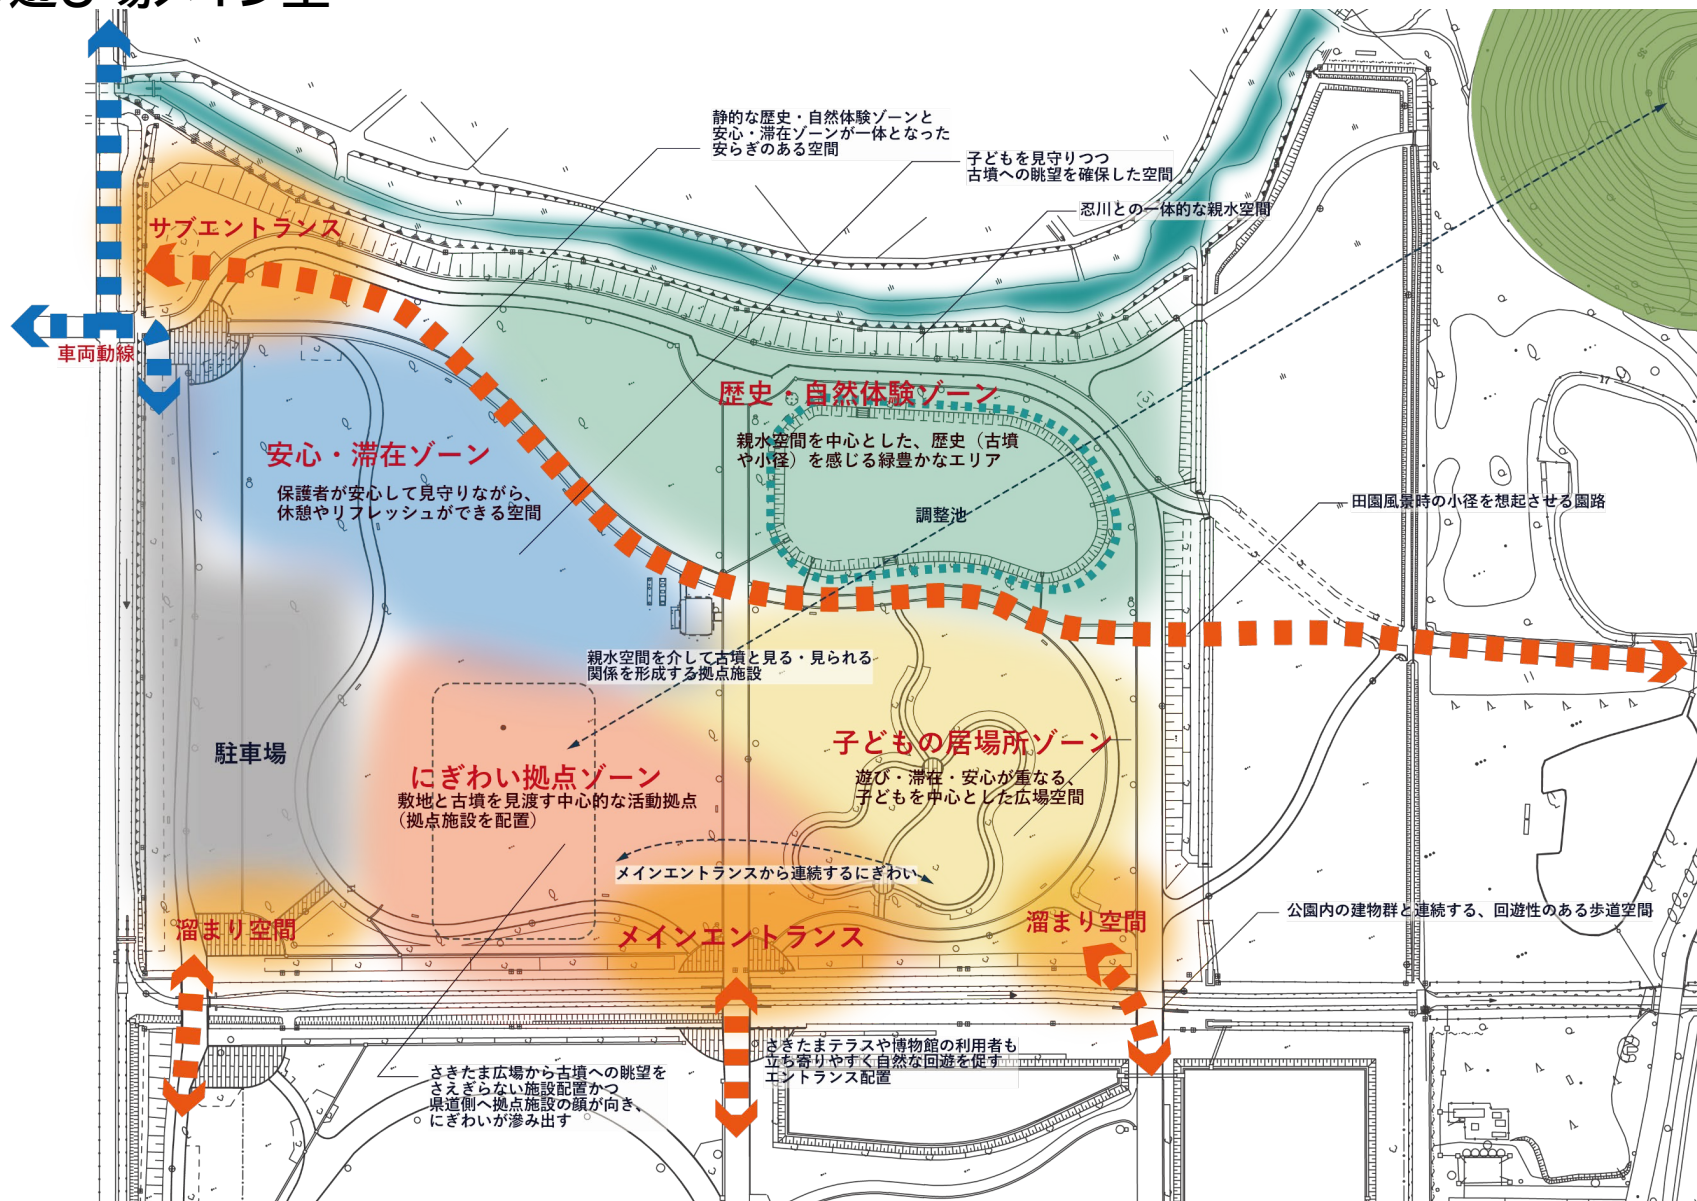 遊び場メイン型
静的な歴史・自然体験ゾーンと
安心・滞在ゾーンが一体となった
安らぎのある空間
子どもを見守りつつ
古墳への眺望を確保した空間
忍川との一体的な親水空間
サブエントランス
車両動線
歴史・自然体験ゾーン
親水空間を中心とした、歴史（古墳
や小径）を感じる緑豊かなエリア
安心・滞在ゾーン
保護者が安心して見守りながら、
休憩やリフレッシュができる空間
調整池
田園風景時の小径を想起させる園路
17
親水空間を介して古墳と見る・見られる
関係を形成する拠点施設
駐車場
にぎわい拠点ゾーン
敷地と古墳を見渡す中心的な活動拠点
（拠点施設を配置）
子どもの居場所ゾーン
遊び・滞在・安心が重なる、
子どもを中心とした広場空間
メインエントランスから連続するにぎわい
溜まり空間
メインエントランス
溜まり空間
公園内の建物群と連続する、回遊性のある歩道空間
さきたま広場から古墳への眺望を
さえぎらない施設配置かつ
県道側へ拠点施設の顔が向き、
にぎわいが滲み出す
さきたまテラスや博物館の利用者も
立ち寄りやすく自然な回遊を促す
エントランス配置